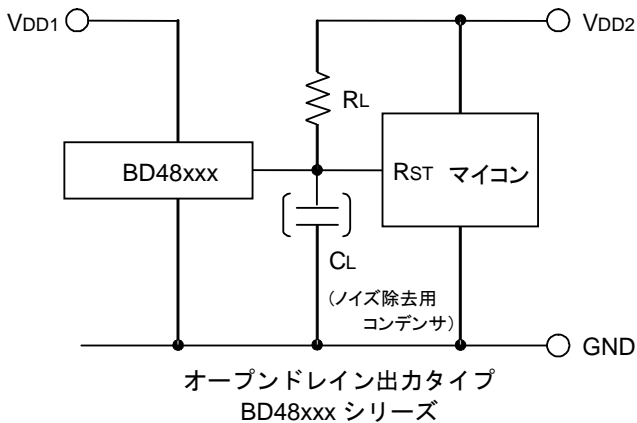 VDD1
VDD2
RL
BD48xxx
RST マイコン
CL
（ノイズ除去用
コンデンサ）
GND
オープンドレイン出力タイプ
BD48xxx シリーズ